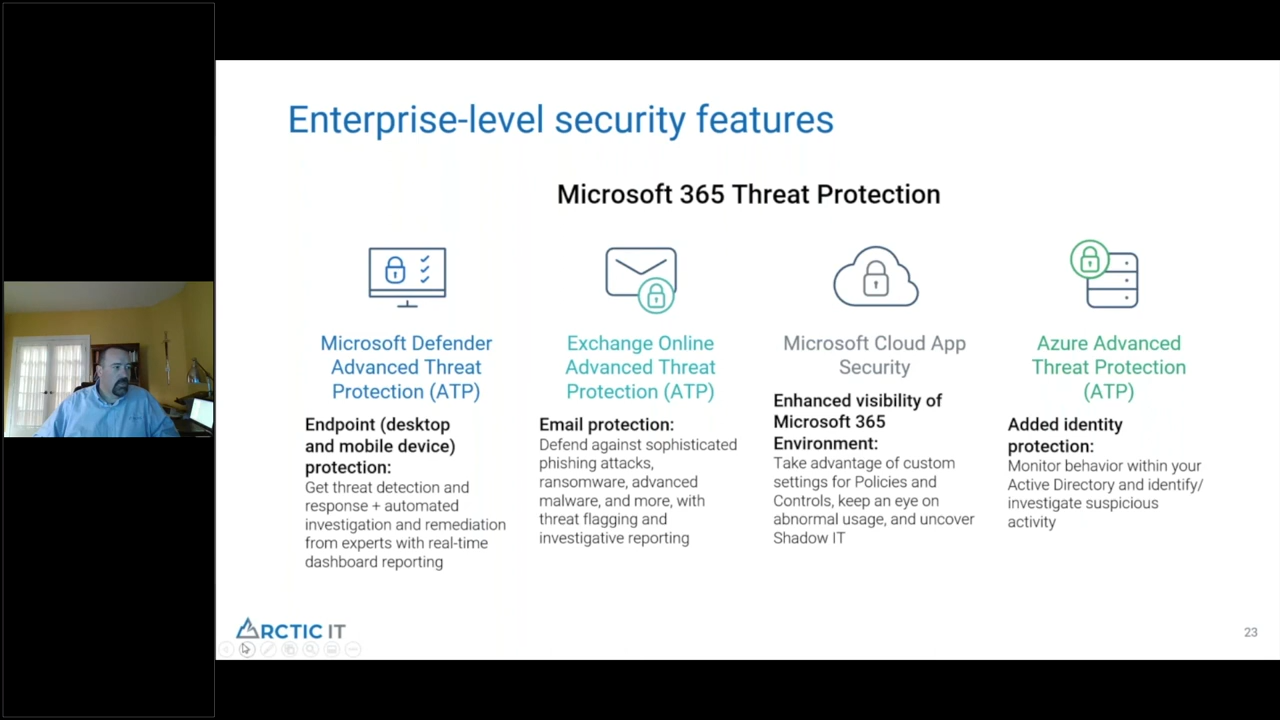 Enterprise-level security features
Microsoft 365 Threat Protection
Microsoft Defender
Advanced Threat
Protection (ATP)
Endpoint (desktop
and mobile device)
protection:
Get threat detection and
response + automated
investigation and remediation
from experts with real-time
dashboard reporting
Exchange Online
Advanced Threat
Protection (ATP)
Email protection:
Defend against sophisticated
phishing attacks,
ransomware, advanced
malware, and more, with
threat flagging and
investigative reporting
Microsoft Cloud App
Security
Enhanced visibility of
Microsoft 365
Environment:
Take advantage of custom
settings for Policies and
Controls, keep an eye on
abnormal usage, and uncover
Shadow IT
Azure Advanced
Threat Protection
(ATP)
Added identity
protection:
Monitor behavior within your
Active Directory and identify/
investigate suspicious
activity
ARCTIC IT
23